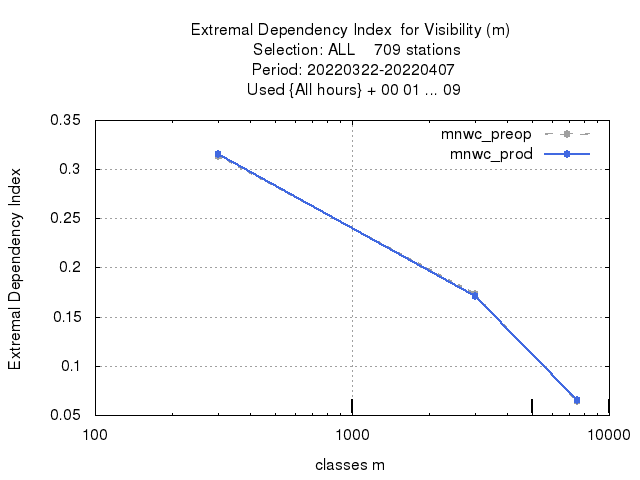 Extremal Dependency Index  for Visibility (m)
Selection: ALL    709 stations
Period: 20220322-20220407
Used {All hours} + 00 01 ... 09
mnwc_preop
mnwc_prod
Extremal Dependency Index
0.35
0.3
0.25
0.2
0.15
0.1
0.05
100
1000
10000
classes m